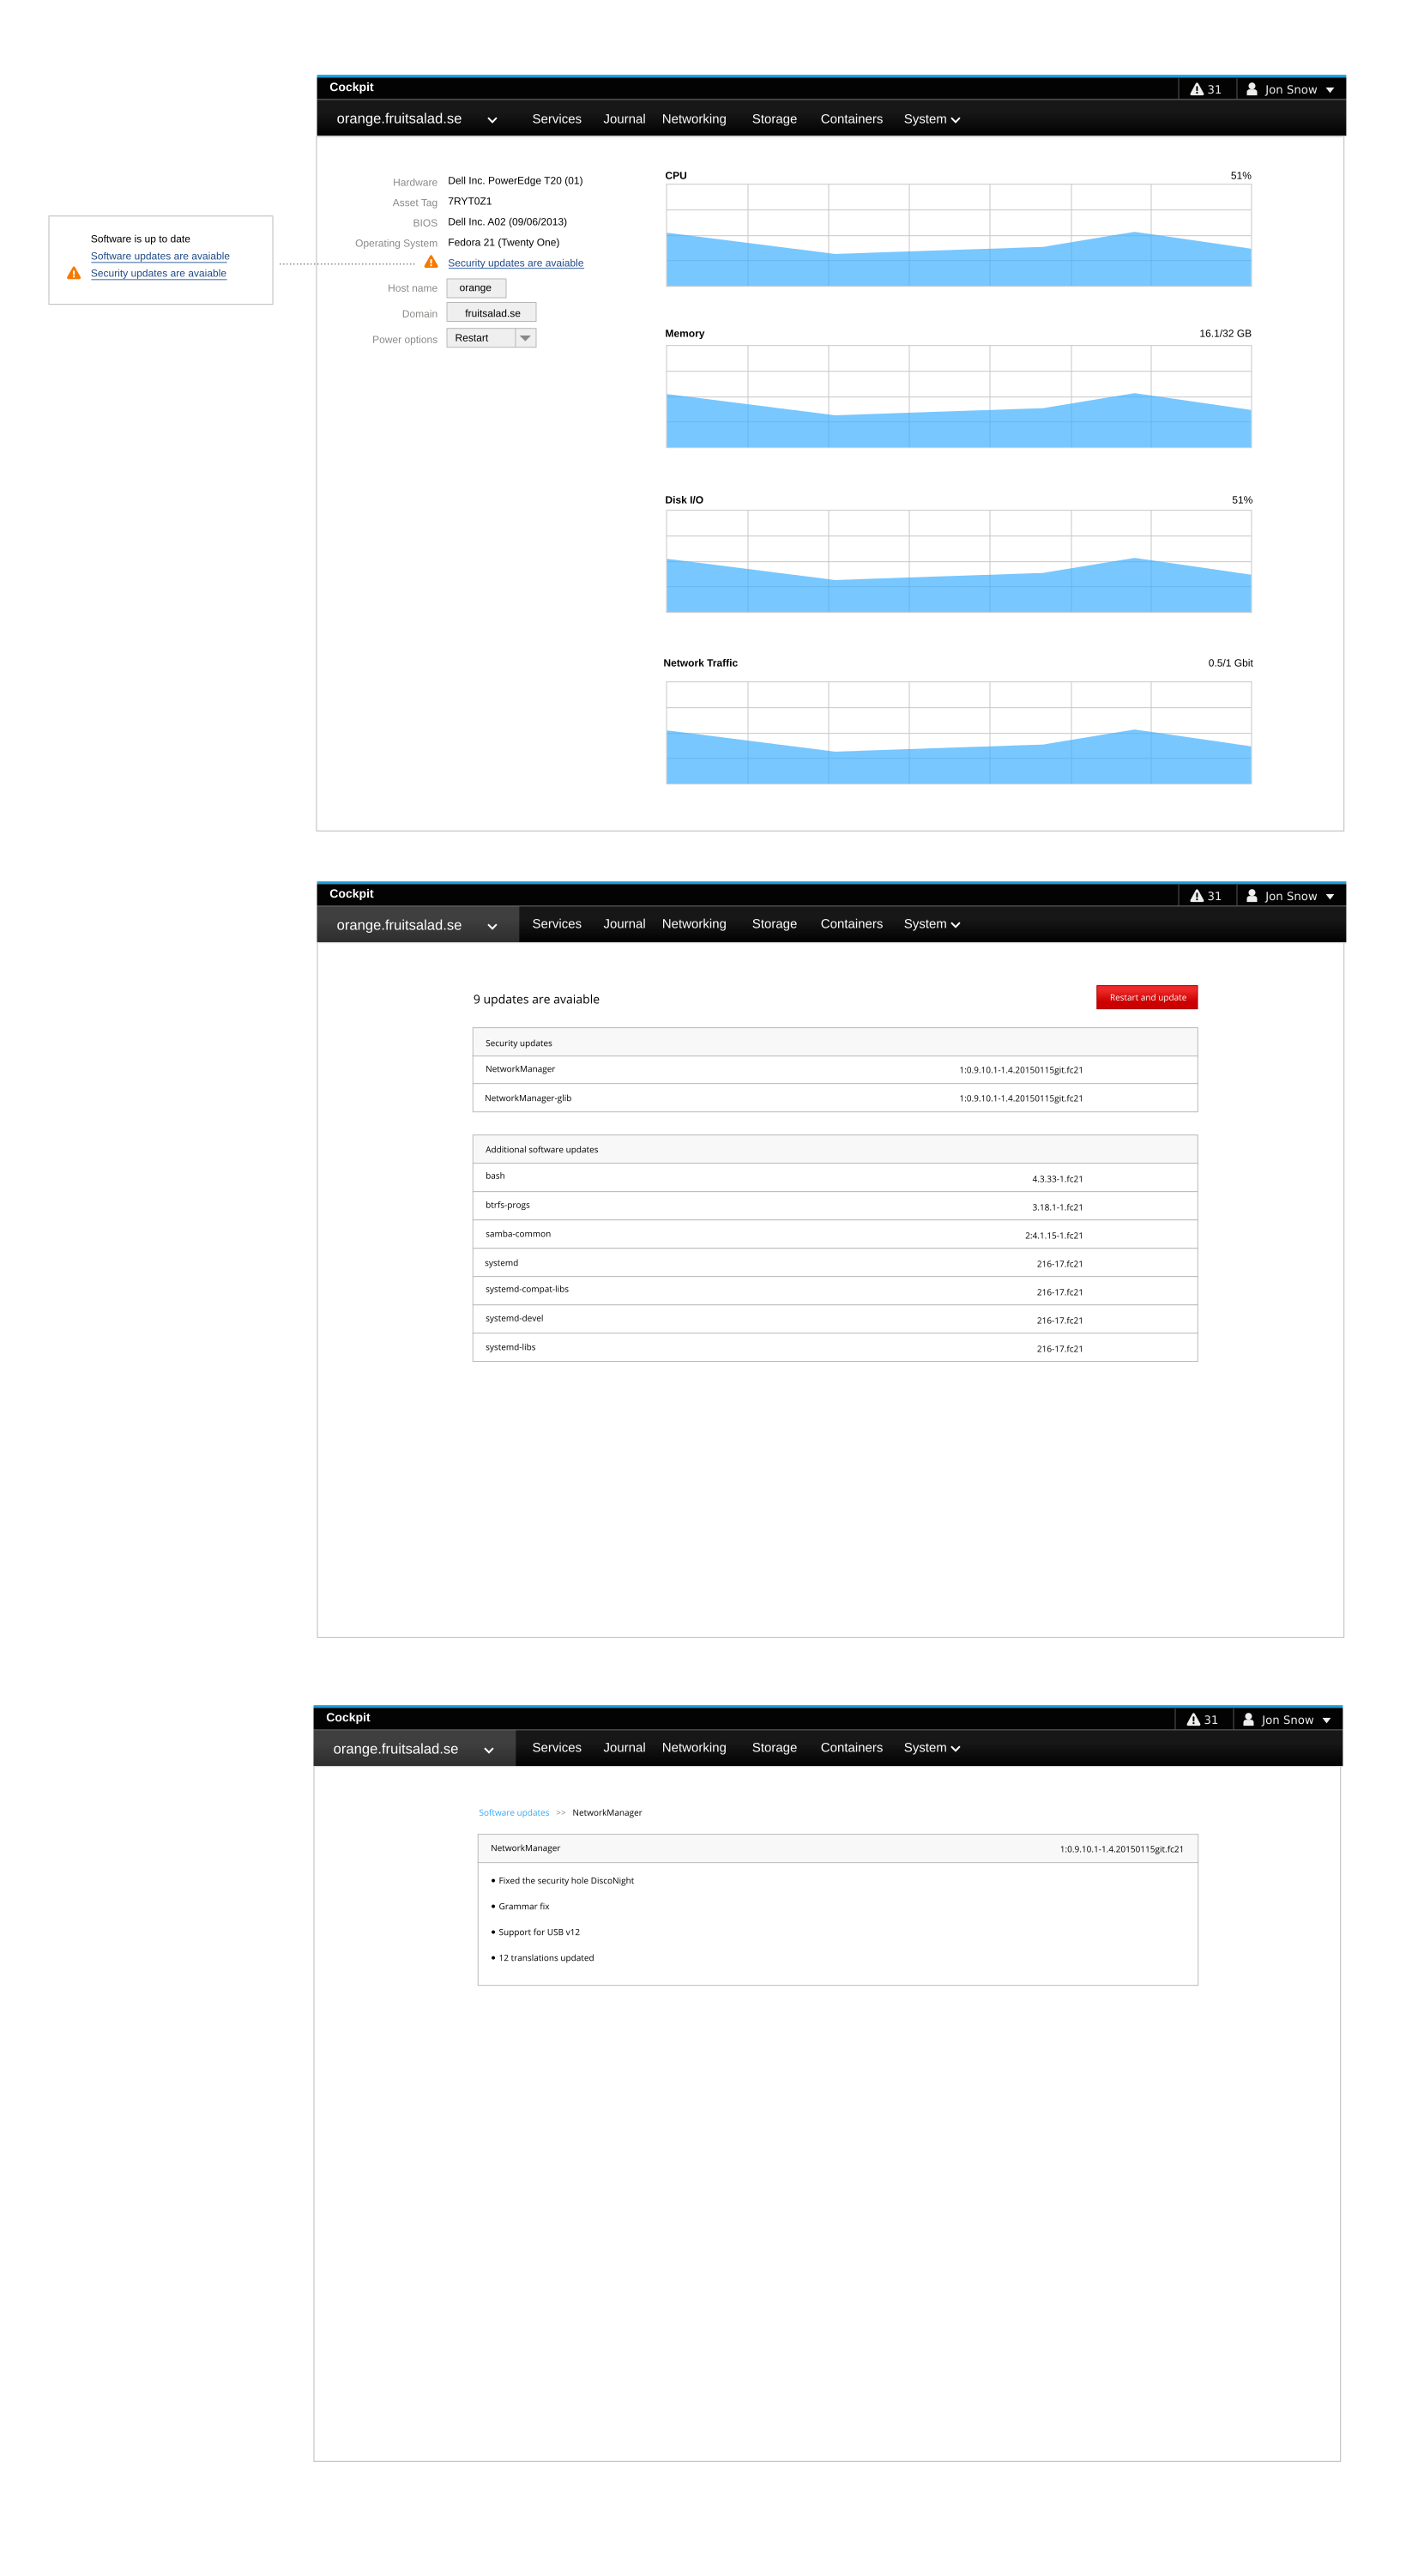 Cockpit
31
Jon Snow
orange.fruitsalad.se
Services Journal Networking Storage Containers System
Hardware Dell Inc. PowerEdge T20 (01)
Asset Tag 7RYT0Z1
BIOS Dell Inc. A02 (09/06/2013)
Operating System Fedora 21 (Twenty One)
Security updates are avaiable
Host name orange
Domain fruitsalad.se
Power options Restart
Software is up to date
Software updates are avaiable
Security updates are avaiable
CPU 51%
Memory 16.1/32 GB
Disk I/O 51%
Network Traffic 0.5/1 Gbit
Cockpit
31
Jon Snow
orange.fruitsalad.se
Services Journal Networking Storage Containers System
9 updates are avaiable
Restart and update
Security updates
NetworkManager 1:0.9.10.1-1.4.20150115git.fc21
NetworkManager-glib 1:0.9.10.1-1.4.20150115git.fc21
Additional software updates
bash 4.3.33-1.fc21
btrfs-progs 3.18.1-1.fc21
samba-common 2:4.1.15-1.fc21
systemd 216-17.fc21
systemd-compat-libs 216-17.fc21
systemd-devel 216-17.fc21
systemd-libs 216-17.fc21
Cockpit
31
Jon Snow
orange.fruitsalad.se
Services Journal Networking Storage Containers System
Software updates >> NetworkManager
NetworkManager 1:0.9.10.1-1.4.20150115git.fc21
• Fixed the security hole DiscoNight
• Grammar fix
• Support for USB v12
• 12 translations updated